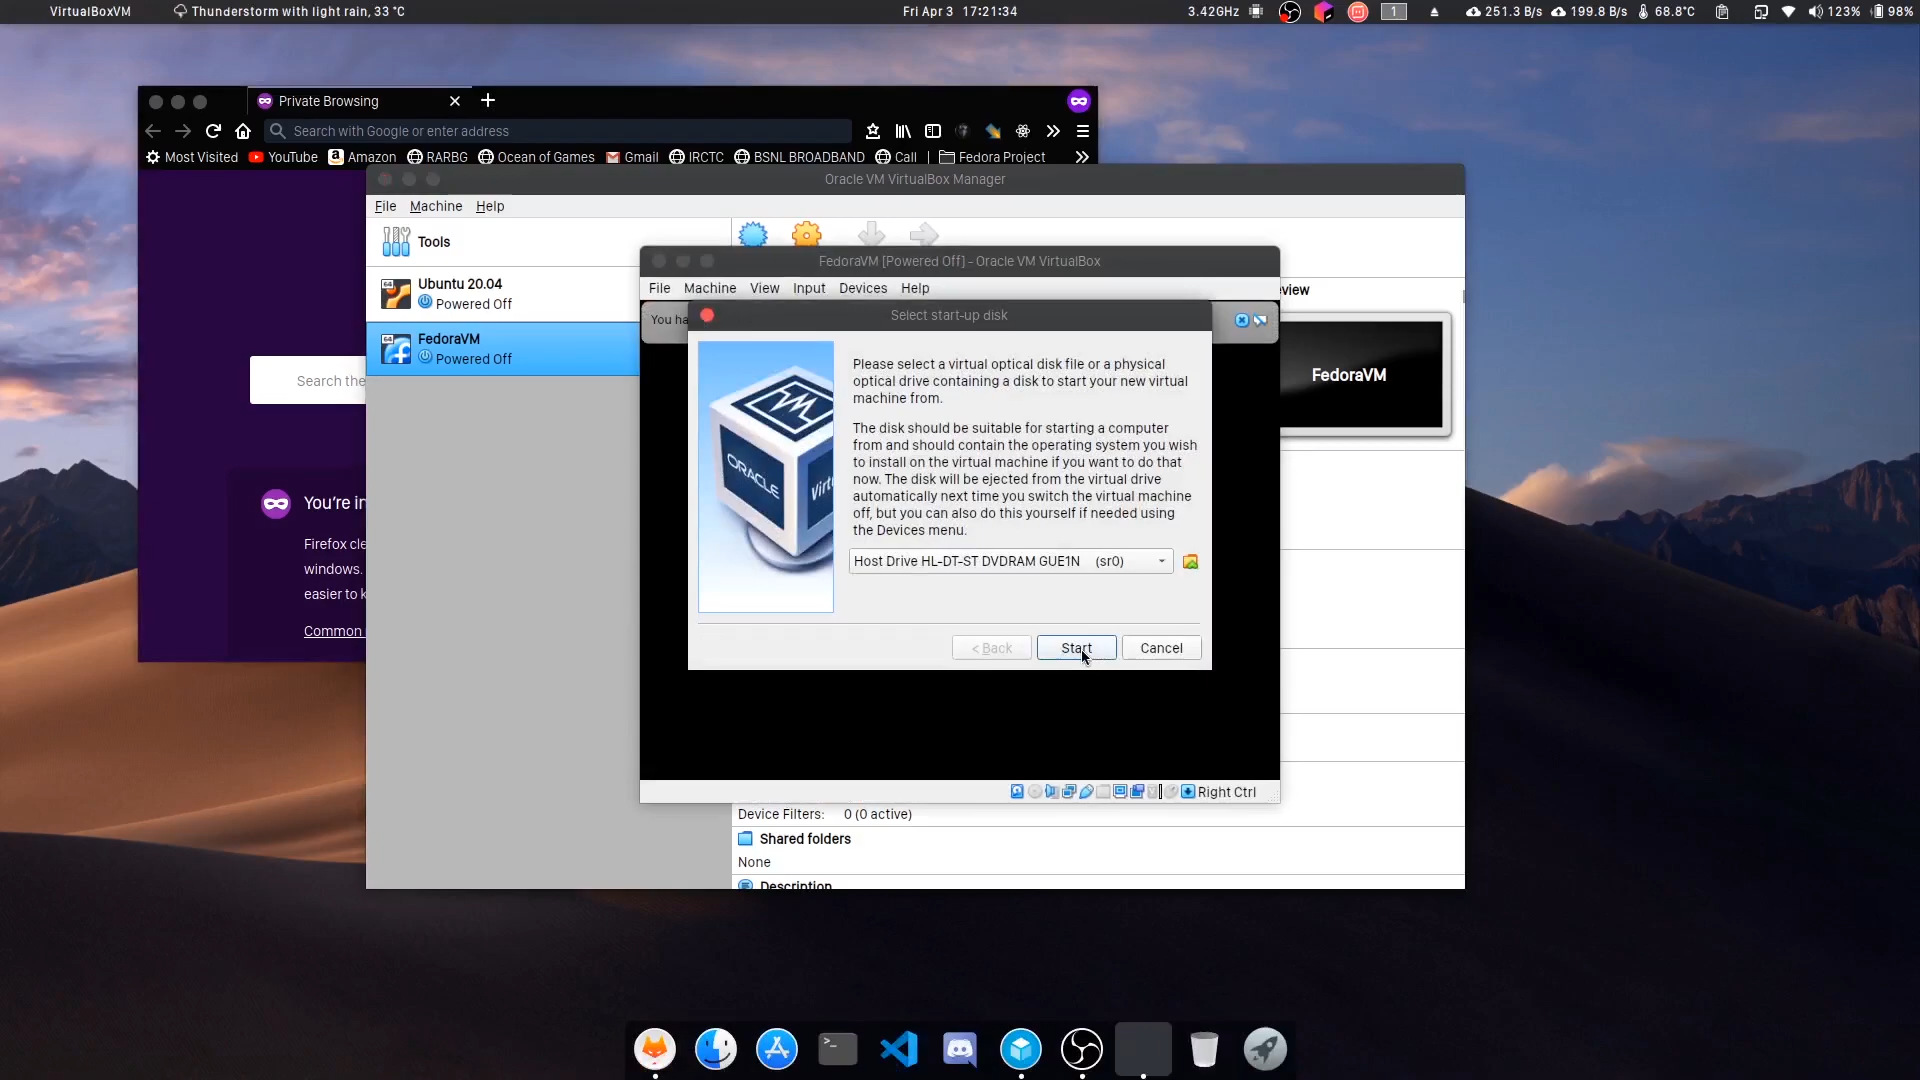 VirtualBoxVM
Thunderstorm with light rain, 33 °C
Fri Apr 3 17:21:34
3.42GHz
1
251.3 B/s
199.8 B/s
68.8°C
123%
98%
Private Browsing
Search with Google or enter address
Most Visited
YouTube
Amazon
RARBG
Ocean of Games
Gmail
IRCTC
BSNL BROADBAND
Call
Fedora Project
Oracle VM VirtualBox Manager
File Machine Help
Tools
Ubuntu 20.04
Powered Off
FedoraVM
Powered Off
Search the
You're in
Firefox cle
windows.
easier to k
Common
FedoraVM [Powered Off] - Oracle VM VirtualBox
File Machine View Input Devices Help
You ha
Select start-up disk
Please select a virtual optical disk file or a physical
optical drive containing a disk to start your new virtual
machine from.
The disk should be suitable for starting a computer
from and should contain the operating system you wish
to install on the virtual machine if you want to do that
now. The disk will be ejected from the virtual drive
automatically next time you switch the virtual machine
off, but you can also do this yourself if needed using
the Devices menu.
Host Drive HL-DT-ST DVDRAM GUE1N (sr0)
< Back
Start
Cancel
ORACLE
Virt
view
FedoraVM
Right Ctrl
Device Filters: 0 (0 active)
Shared folders
None
Description